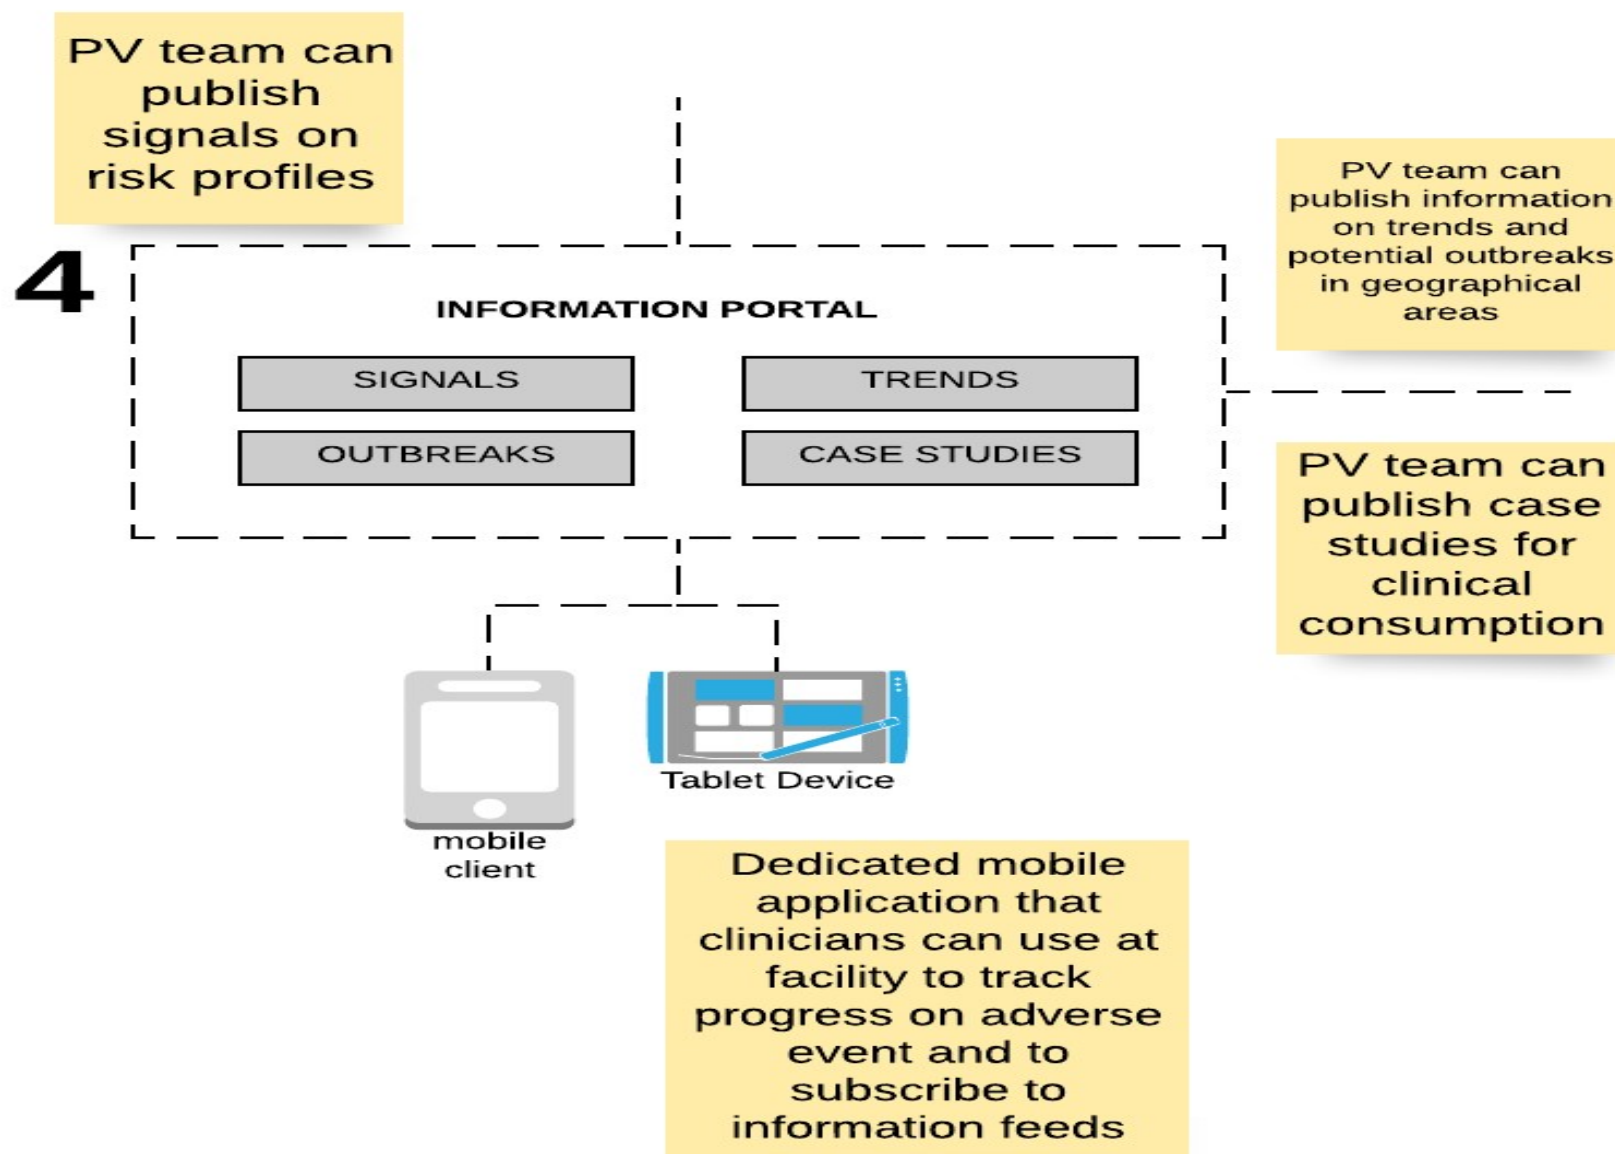 PV team can
publish
signals on
risk profiles
PV team can
publish information
on trends and
potential outbreaks
in geographical
areas
4
INFORMATION PORTAL
SIGNALS
TRENDS
OUTBREAKS
CASE STUDIES
PV team can
publish case
studies for
clinical
consumption
Tablet Device
mobile
client
Dedicated mobile
application that
clinicians can use at
facility to track
progress on adverse
event and to
subscribe to
information feeds